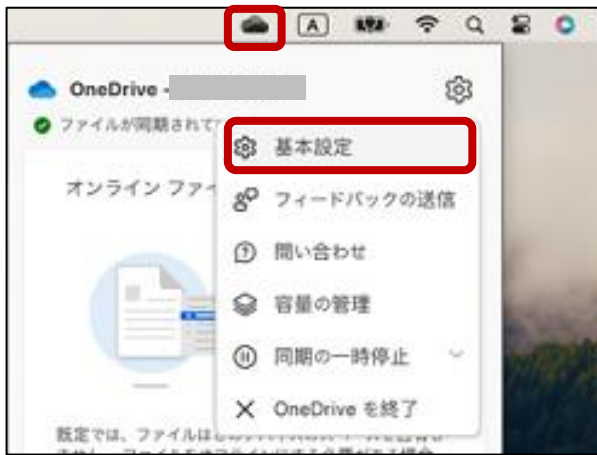 A
OneDrive -
ファイルが同期されて
基本設定
オンライン ファイ
フィードバックの送信
問い合わせ
容量の管理
同期の一時停止
OneDrive を終了
既定では、ファイルは